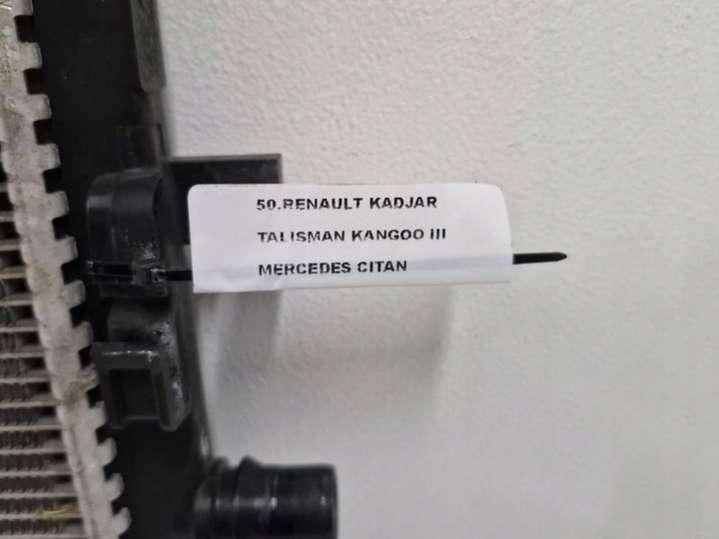 50.RENAULT KADJAR
TALISMAN KANGOO III
MERCEDES CITAN